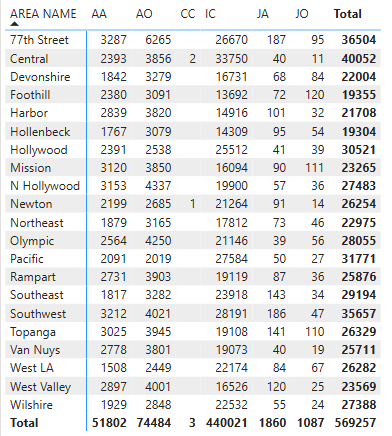 AREA NAME AA AO CC IC JA JO Total
77th Street 3287 6265 26670 187 95 36504
Central 2393 3856 2 33750 40 11 40052
Devonshire 1842 3279 16731 68 84 22004
Foothill 2380 3091 13692 72 120 19355
Harbor 2839 3820 14916 101 32 21708
Hollenbeck 1767 3079 14309 95 54 19304
Hollywood 2391 2538 25512 41 39 30521
Mission 3120 3850 16094 90 111 23265
N Hollywood 3153 4337 19900 57 36 27483
Newton 2199 2685 1 21264 91 14 26254
Northeast 1879 3165 17812 73 46 22975
Olympic 2564 4250 21146 39 56 28055
Pacific 2091 2019 27584 50 27 31771
Rampart 2731 3903 19119 87 36 25876
Southeast 1817 3282 23918 143 34 29194
Southwest 3212 4021 28191 186 47 35657
Topanga 3025 3945 19108 141 110 26329
Van Nuys 2778 3801 19073 40 19 25711
West LA 1508 2449 22174 84 67 26282
West Valley 2897 4001 16526 120 25 23569
Wilshire 1929 2848 22532 55 24 27388
Total 51802 74484 3 440021 1860 1087 569257